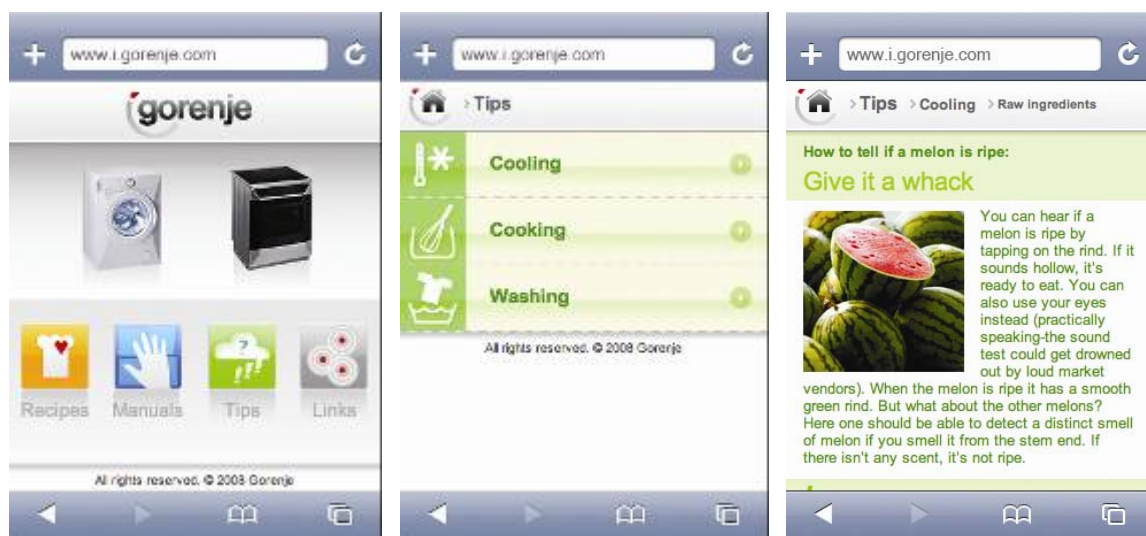 www.i.gorenje.com
igorenje
Recipes
Manuals
?
!!!
Tips
Links
All rights reserved. © 2008 Gorenje
www.i.gorenje.com
> Tips
Cooling
Cooking
Washing
All rights reserved. © 2008 Gorenje
www.i.gorenje.com
> Tips > Cooling > Raw ingredients
How to tell if a melon is ripe:
Give it a whack
You can hear if a
melon is ripe by
tapping on the rind. If it
sounds hollow, it's
ready to eat. You can
also use your eyes
instead (practically
speaking-the sound
test could get drowned
out by loud market
vendors). When the melon is ripe it has a smooth
green rind. But what about the other melons?
Here one should be able to detect a distinct smell
of melon if you smell it from the stem end. If
there isn't any scent, it's not ripe.